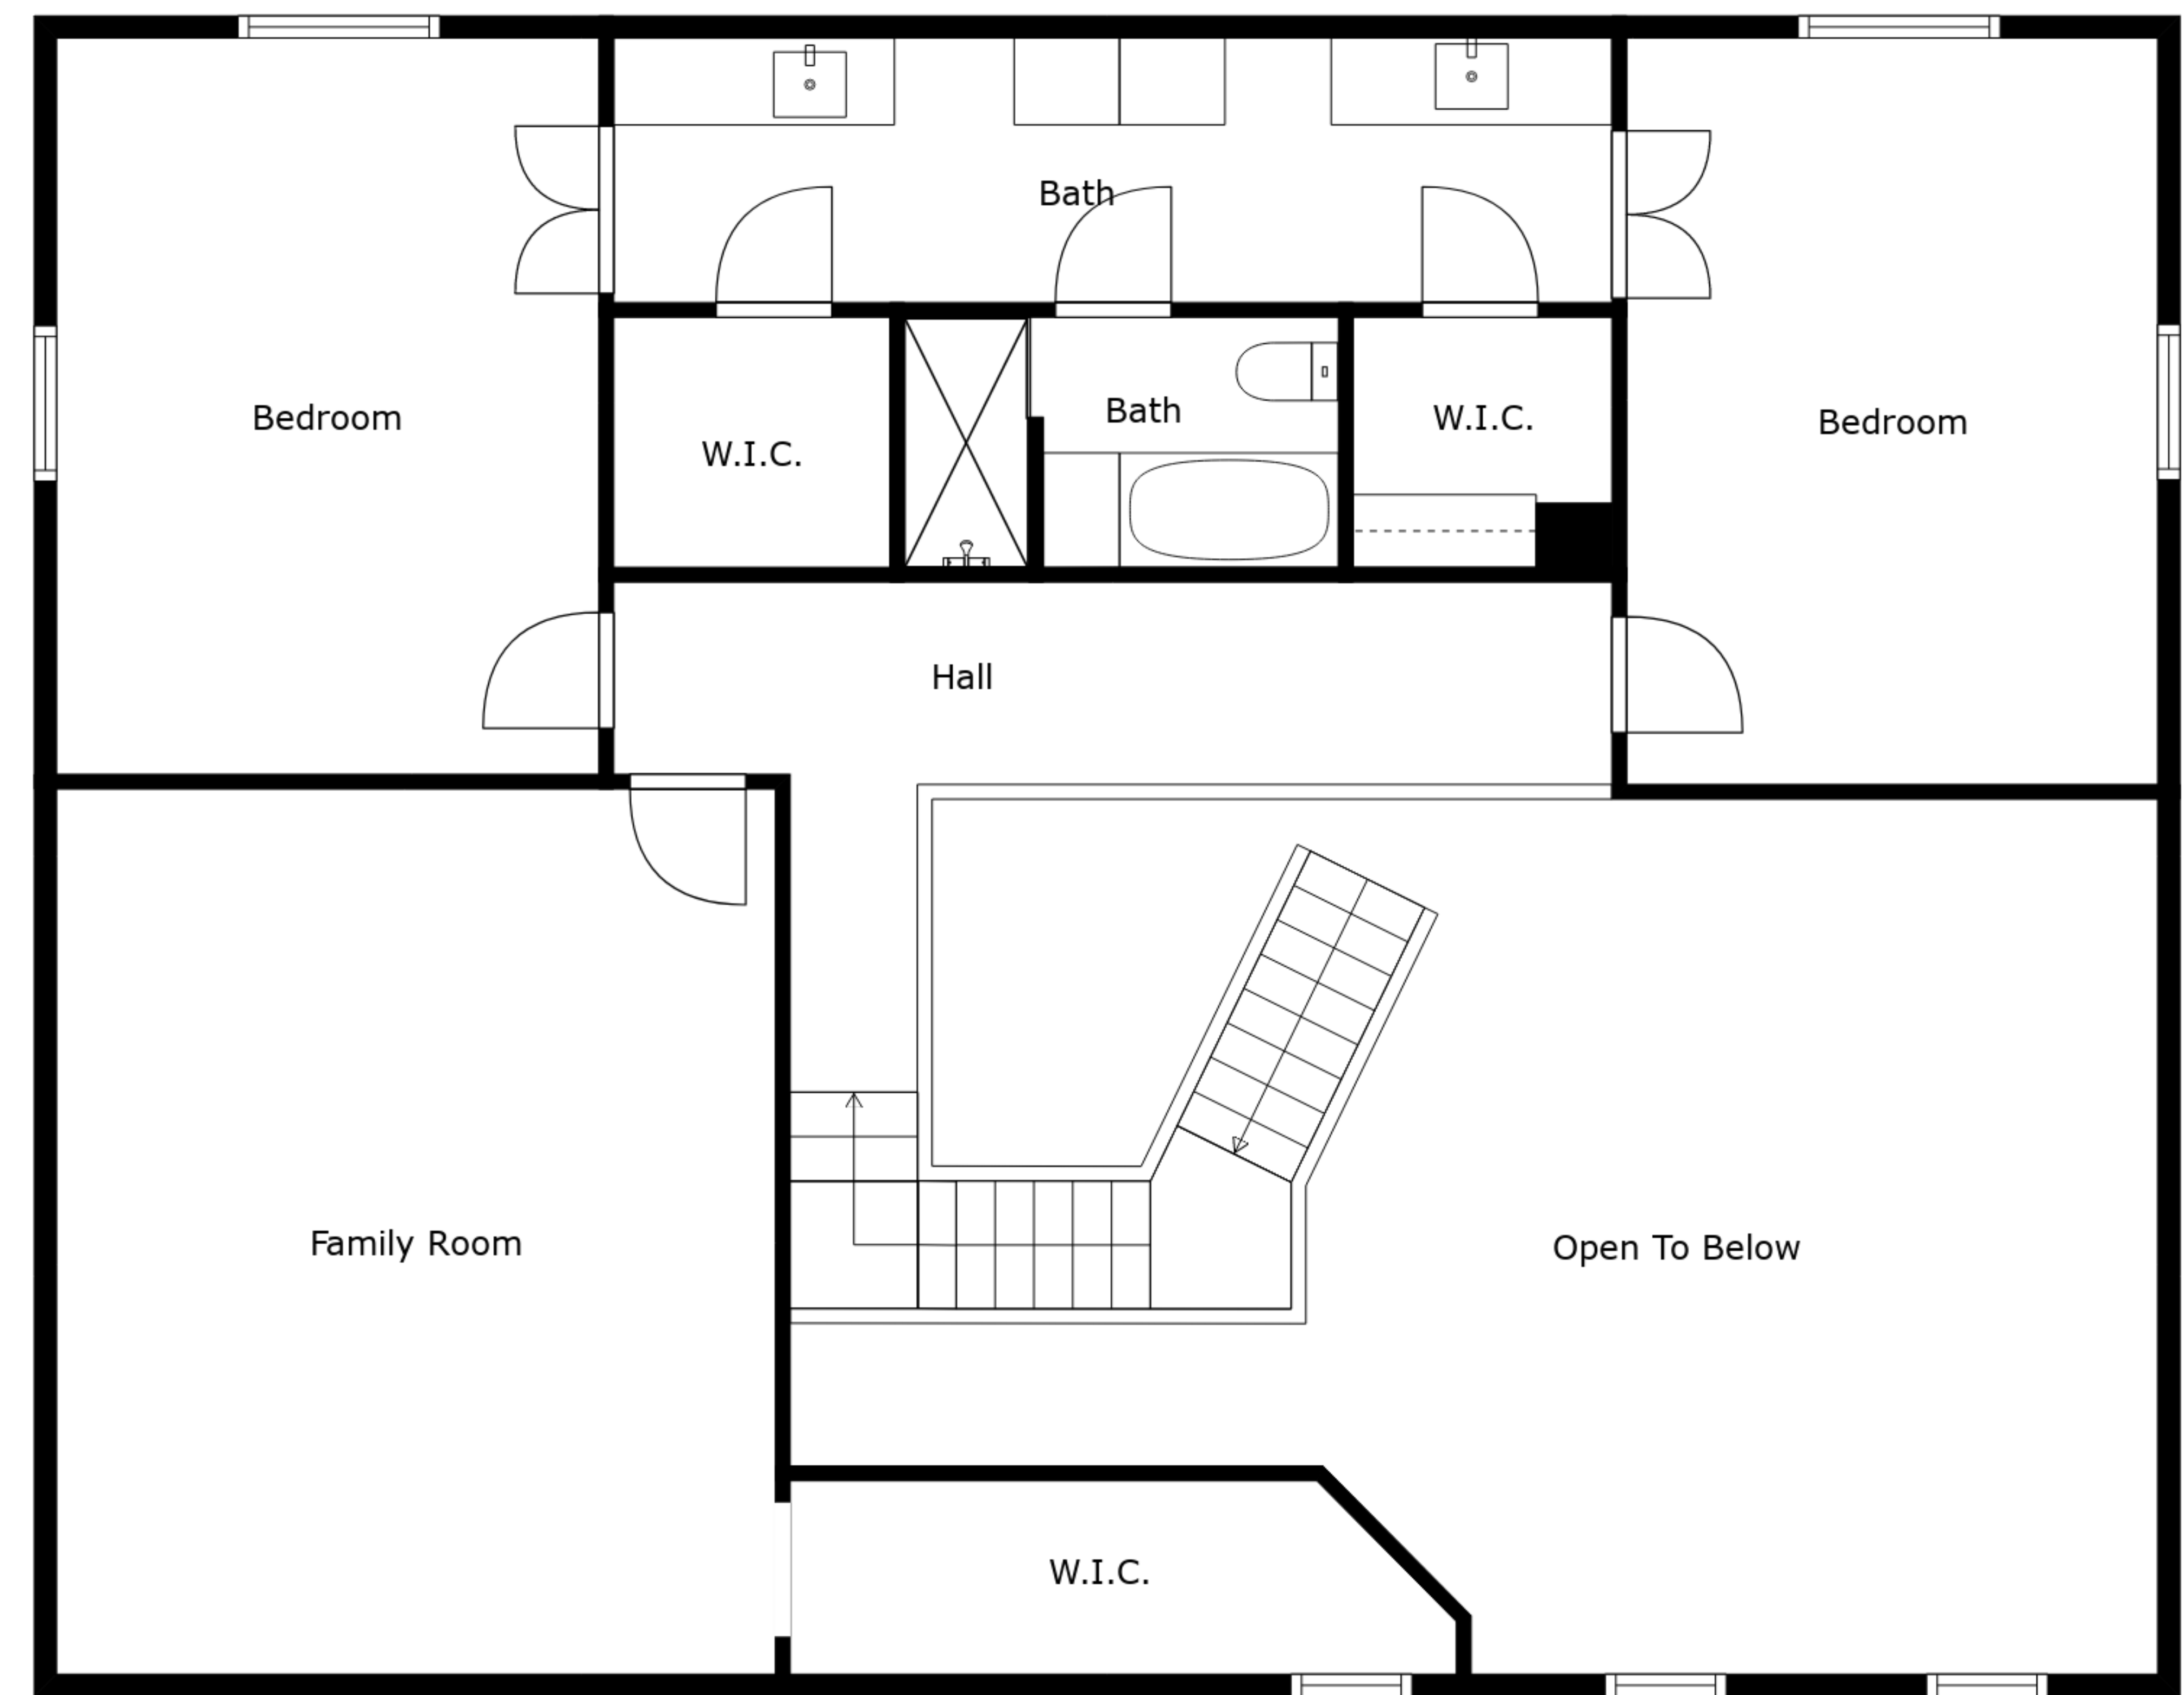 Bath
Bedroom
W.I.C.
Bath
W.I.C.
Bedroom
Hall
Family Room
Open To Below
W.I.C.